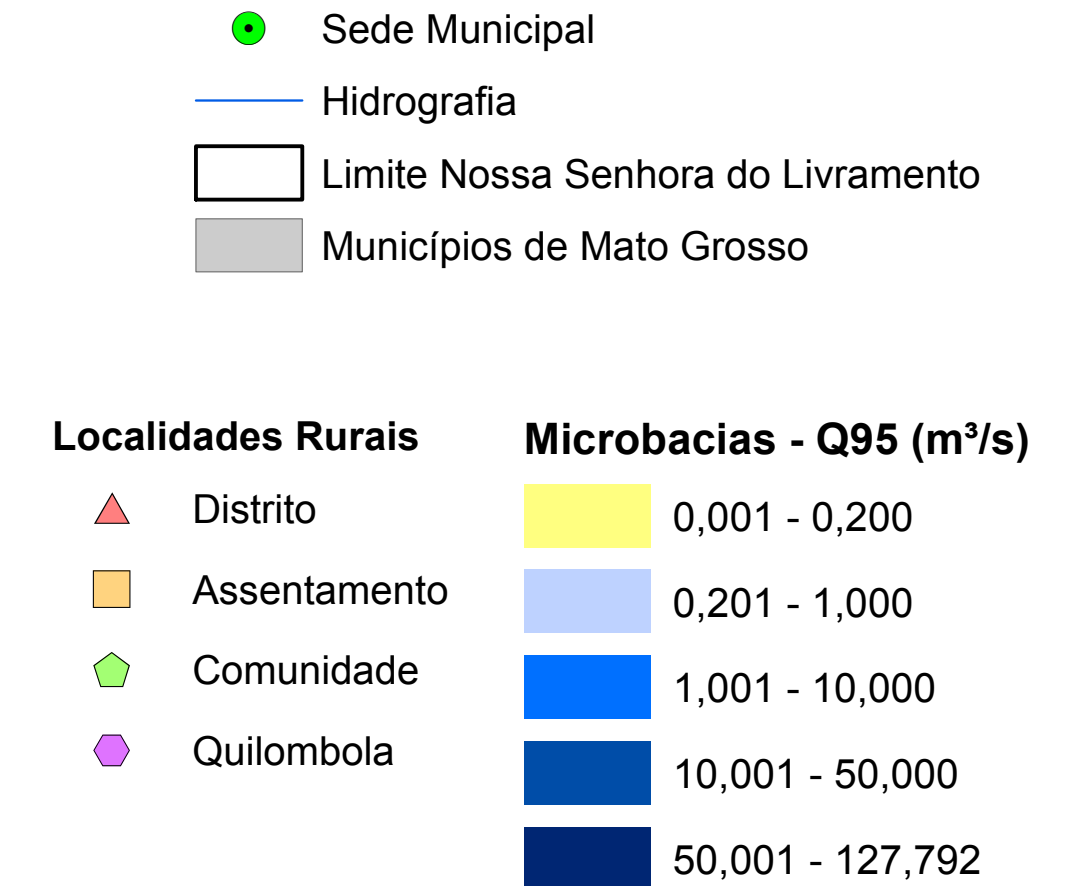 Sede Municipal
Hidrografia
Limite Nossa Senhora do Livramento
Municípios de Mato Grosso
Localidades Rurais
Distrito
Assentamento
Comunidade
Quilombola
Microbacias - Q95 (m³/s)
0,001 - 0,200
0,201 - 1,000
1,001 - 10,000
10,001 - 50,000
50,001 - 127,792